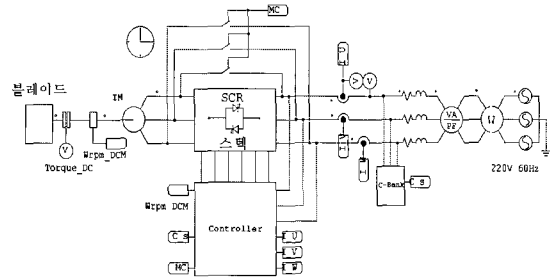 MC
블레이드
IM
SCR
스텍
V
V
VA
PF
W
Torque_DC
Wrpm_DCM
220V 60Hz
C-Bank
C s
Wrpm DCM
Controller
C s
MC
U
V
W